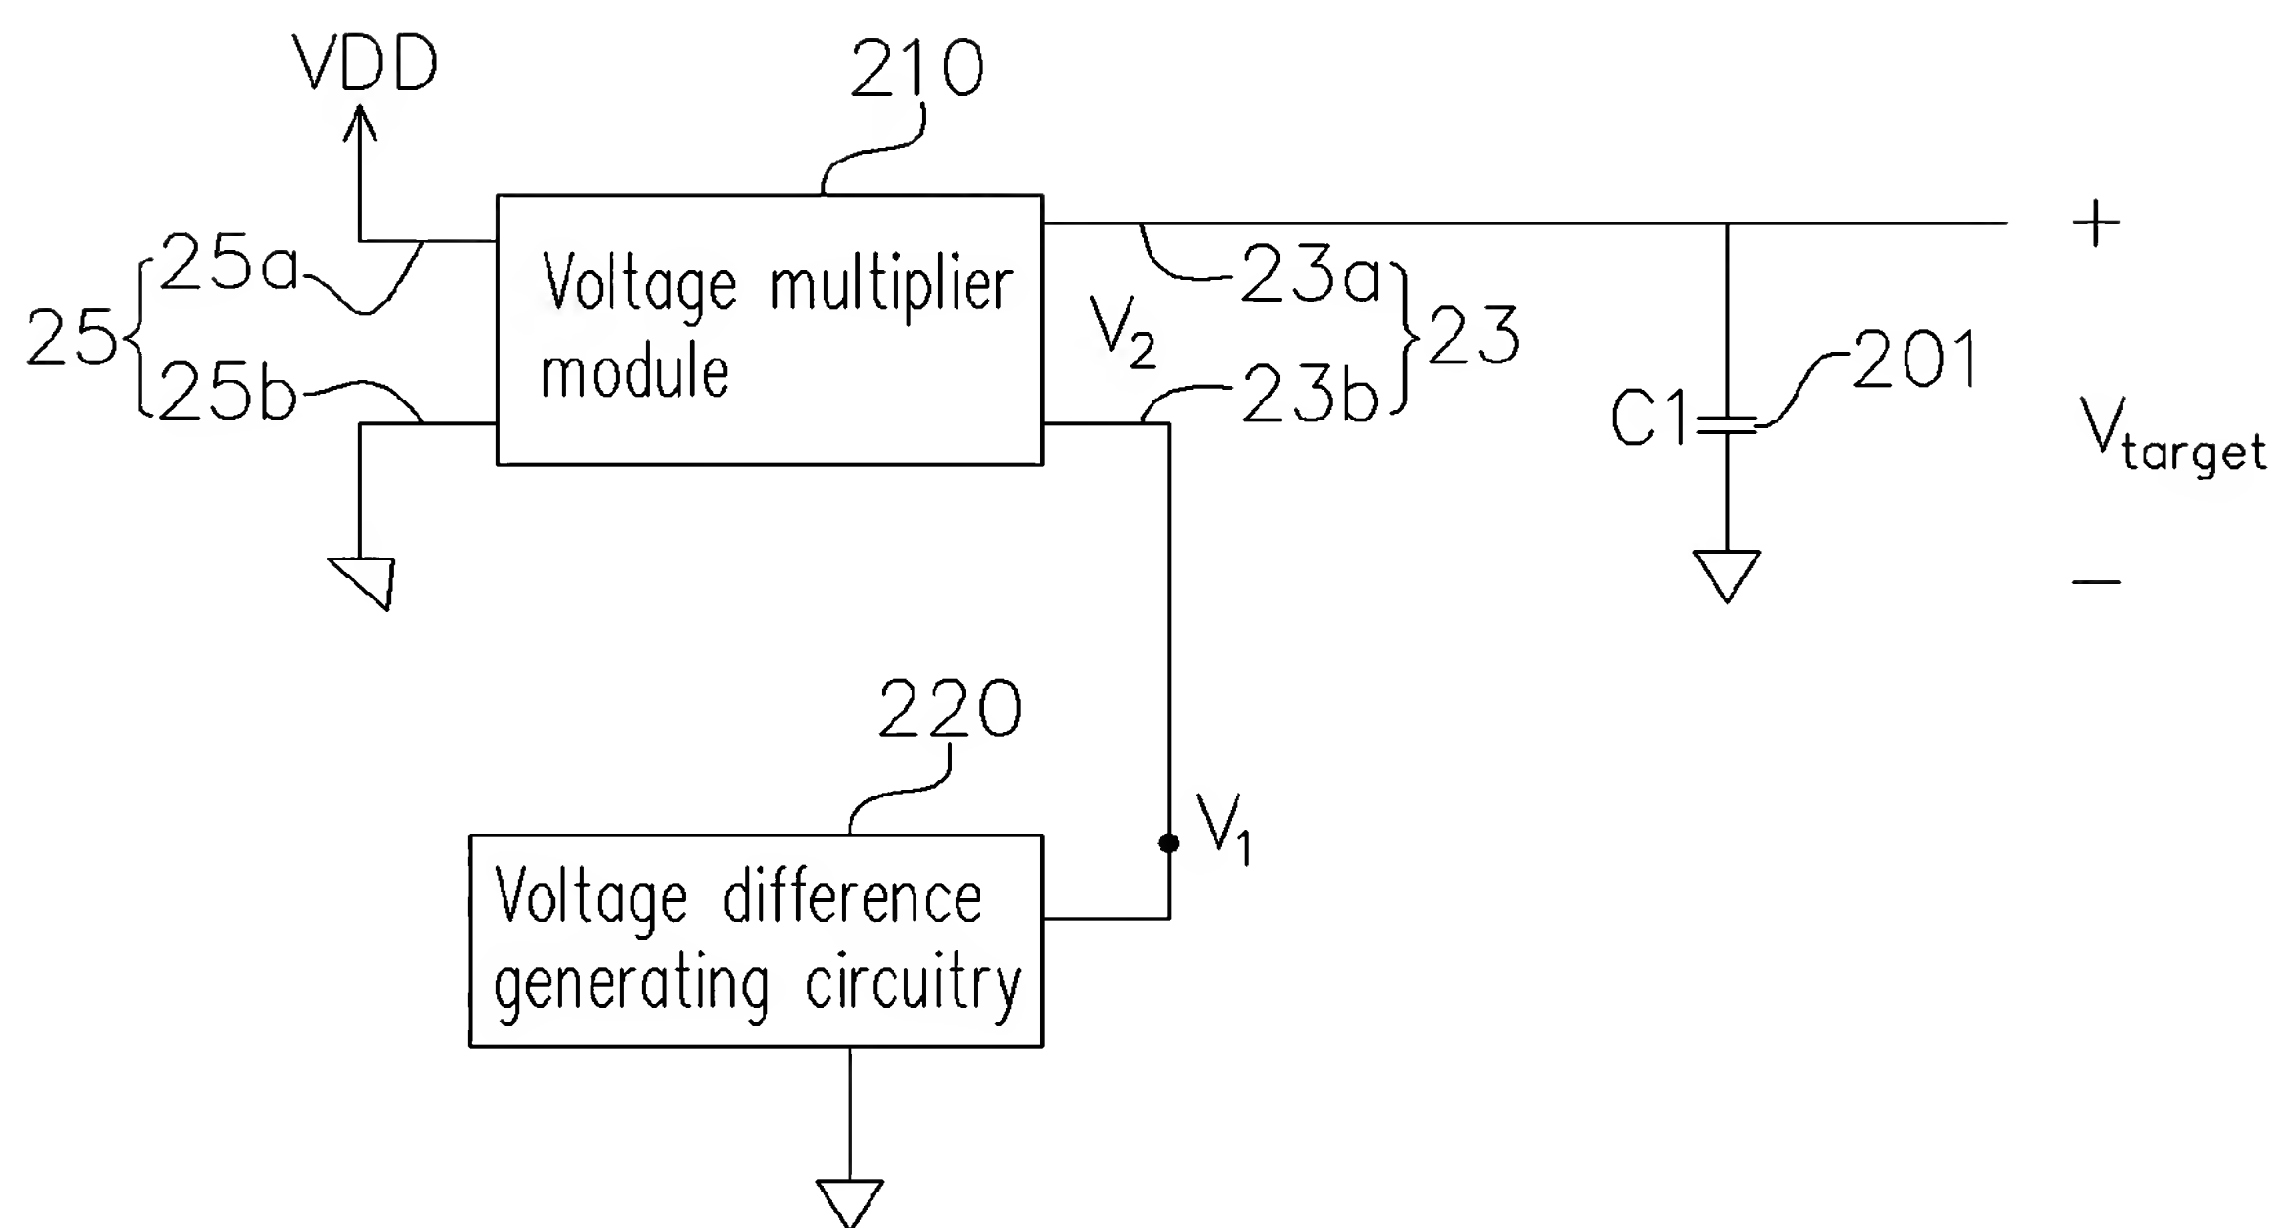 VDD
210
25a
25
25b
Voltage multiplier
module
V2
23a
23
23b
C1
201
+
Vtarget
−
220
V1
Voltage difference
generating circuitry